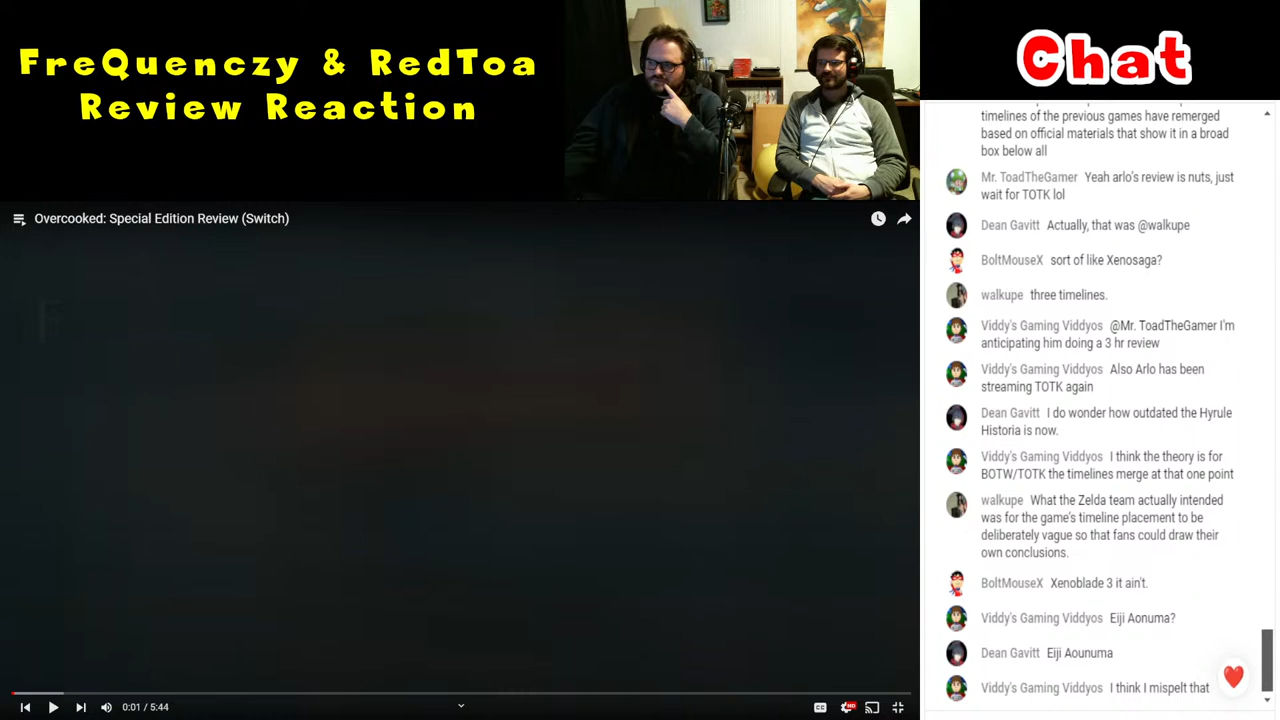 FreQuenczy & RedToa
Review Reaction
Chat
Overcooked: Special Edition Review (Switch)
timelines of the previous games have remerged
based on official materials that show it in a broad
box below all
Mr. ToadTheGamer Yeah arlo's review is nuts, just
wait for TOTK lol
Dean Gavitt Actually, that was @walkupe
BoltMouseX sort of like Xenosaga?
walkupe three timelines.
Viddy's Gaming Viddyos @Mr. ToadTheGamer I'm
anticipating him doing a 3 hr review
Viddy's Gaming Viddyos Also Arlo has been
streaming TOTK again
Dean Gavitt I do wonder how outdated the Hyrule
Historia is now.
Viddy's Gaming Viddyos I think the theory is for
BOTW/TOTK the timelines merge at that one point
walkupe What the Zelda team actually intended
was for the game's timeline placement to be
deliberately vague so that fans could draw their
own conclusions.
BoltMouseX Xenoblade 3 it ain't.
Viddy's Gaming Viddyos Eiji Aonuma?
Dean Gavitt Eiji Aounuma
Viddy's Gaming Viddyos I think I mispelt that
0:01 / 5:44
CC
HD